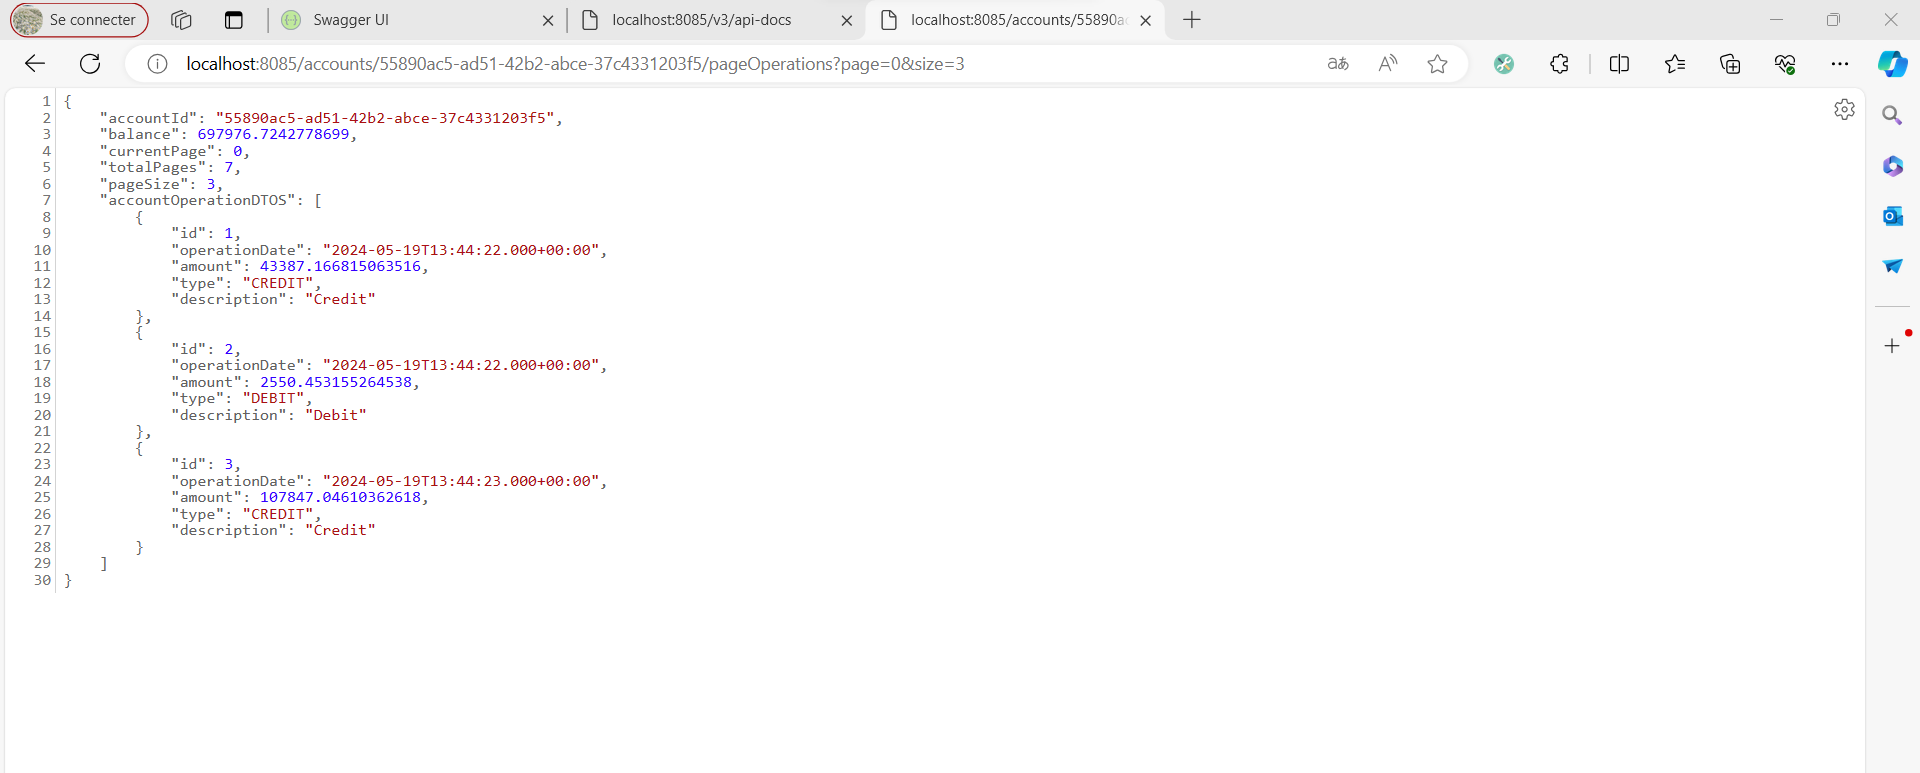 Se connecter
Swagger UI
localhost:8085/v3/api-docs
localhost:8085/accounts/55890a
localhost:8085/accounts/55890ac5-ad51-42b2-abce-37c4331203f5/pageOperations?page=0&size=3
1 {
2 "accountId": "55890ac5-ad51-42b2-abce-37c4331203f5",
3 "balance": 697976.7242778699,
4 "currentPage": 0,
5 "totalPages": 7,
6 "pageSize": 3,
7 "accountOperationDTOS": [
8 {
9 "id": 1,
10 "operationDate": "2024-05-19T13:44:22.000+00:00",
11 "amount": 43387.166815063516,
12 "type": "CREDIT",
13 "description": "Credit"
14 },
15 {
16 "id": 2,
17 "operationDate": "2024-05-19T13:44:22.000+00:00",
18 "amount": 2550.453155264538,
19 "type": "DEBIT",
20 "description": "Debit"
21 },
22 {
23 "id": 3,
24 "operationDate": "2024-05-19T13:44:23.000+00:00",
25 "amount": 107847.04610362618,
26 "type": "CREDIT",
27 "description": "Credit"
28 }
29 ]
30 }